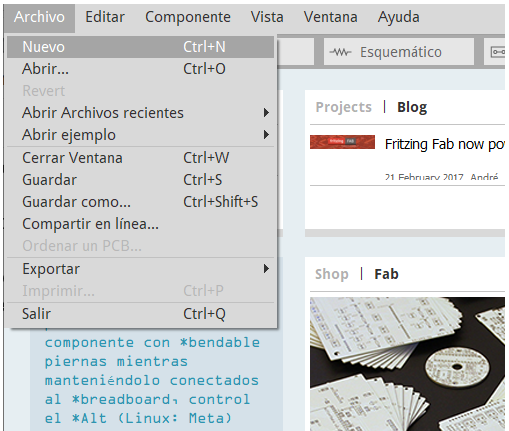 Archivo Editar Componente Vista Ventana Ayuda
Nuevo Ctrl+N
Abrir... Ctrl+O
Revert
Abrir Archivos recientes
Abrir ejemplo
Cerrar Ventana Ctrl+W
Guardar Ctrl+S
Guardar como... Ctrl+Shift+S
Compartir en línea...
Ordenar un PCB...
Exportar
Imprimir... Ctrl+P
Salir Ctrl+Q
Esquemático
Projects | Blog
Fritzing Fab now pow
21 February 2017, André
Shop | Fab
componente con *bendable
piernas mientras
manteniéndolo conectados
al *breadboard, control
el *Alt (Linux: Meta)